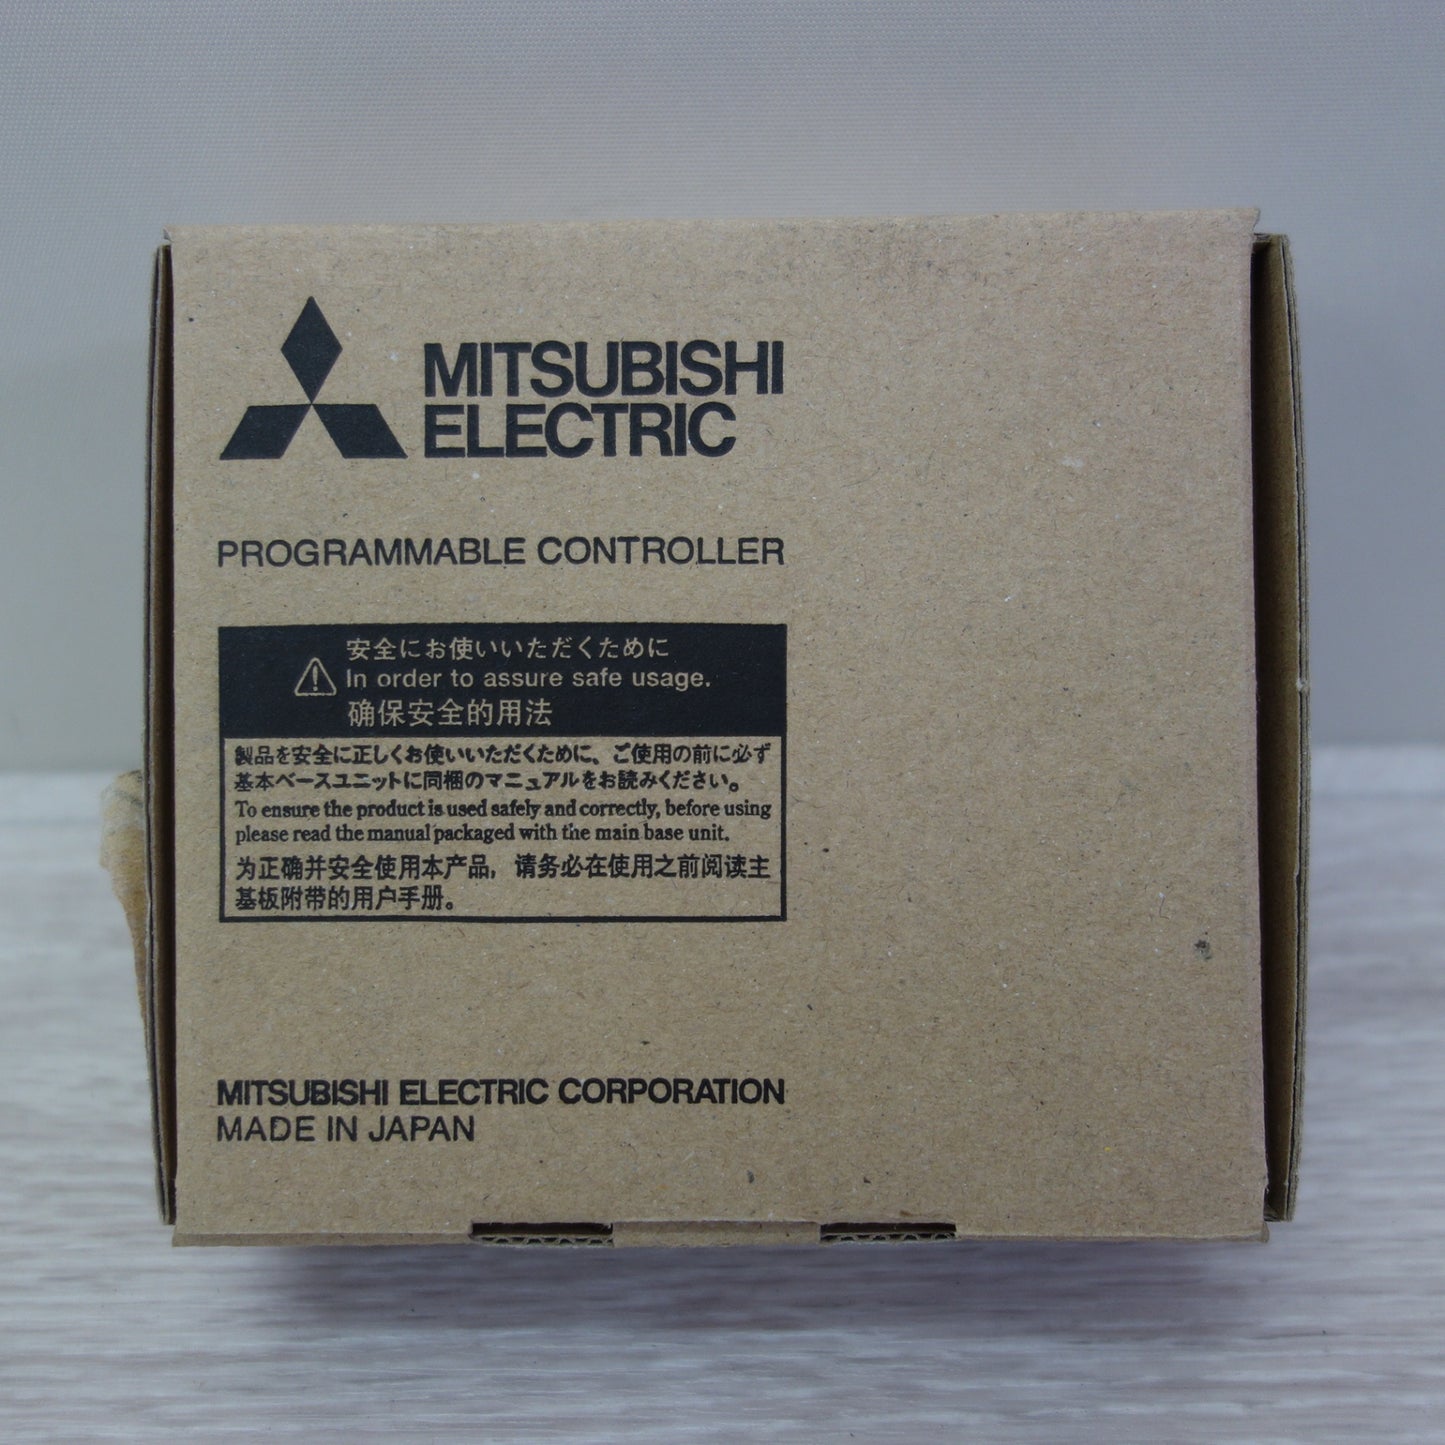 MITSUBISHI
ELECTRIC
PROGRAMMABLE CONTROLLER
安全にお使いいただくために
In order to assure safe usage.
确保安全的用法
製品を安全に正しくお使いいただくために、ご使用の前に必ず
基本ベースユニットに同梱のマニュアルをお読みください。
To ensure the product is used safely and correctly, before using
please read the manual packaged with the main base unit.
为正确并安全使用本产品，请务必在使用之前阅读主
基板附带的用户手册。
MITSUBISHI ELECTRIC CORPORATION
MADE IN JAPAN